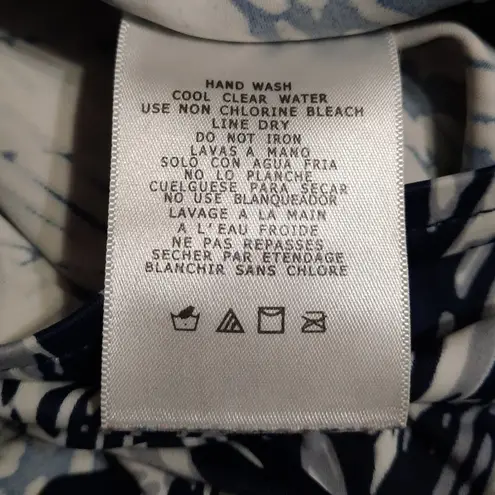 HAND WASH
COOL CLEAR WATER
USE NON CHLORINE BLEACH
LINE DRY
DO NOT IRON
LAVAS A MANO
SOLO CON AGUA FRIA
NO LO PLANCHE
CUELGUESE PARA SECAR
NO USE BLANQUEADOR
LAVAGE A LA MAIN
A L'EAU FROIDE
NE PAS REPASSES
SECHER PAR ETENDAGE
BLANCHIR SANS CHLORE